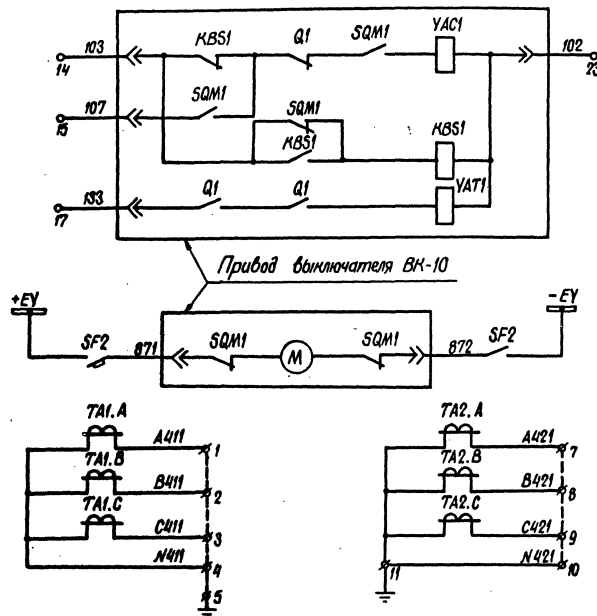 103 KBS1 Q1 SQM1 YAC1 102
14 23
107 SQM1
15 SQM1
KBS1 KBS1
133 Q1 Q1 YAT1
17
Привод выключателя ВК-10
+EY -EY
SF2 871 SQM1 M SQM1 872 SF2
TA1.A A411 1
TA1.B B411 2
TA1.C C411 3
N411 4
5
TA2.A A421 7
TA2.B B421 8
TA2.C C421 9
11 N421 10